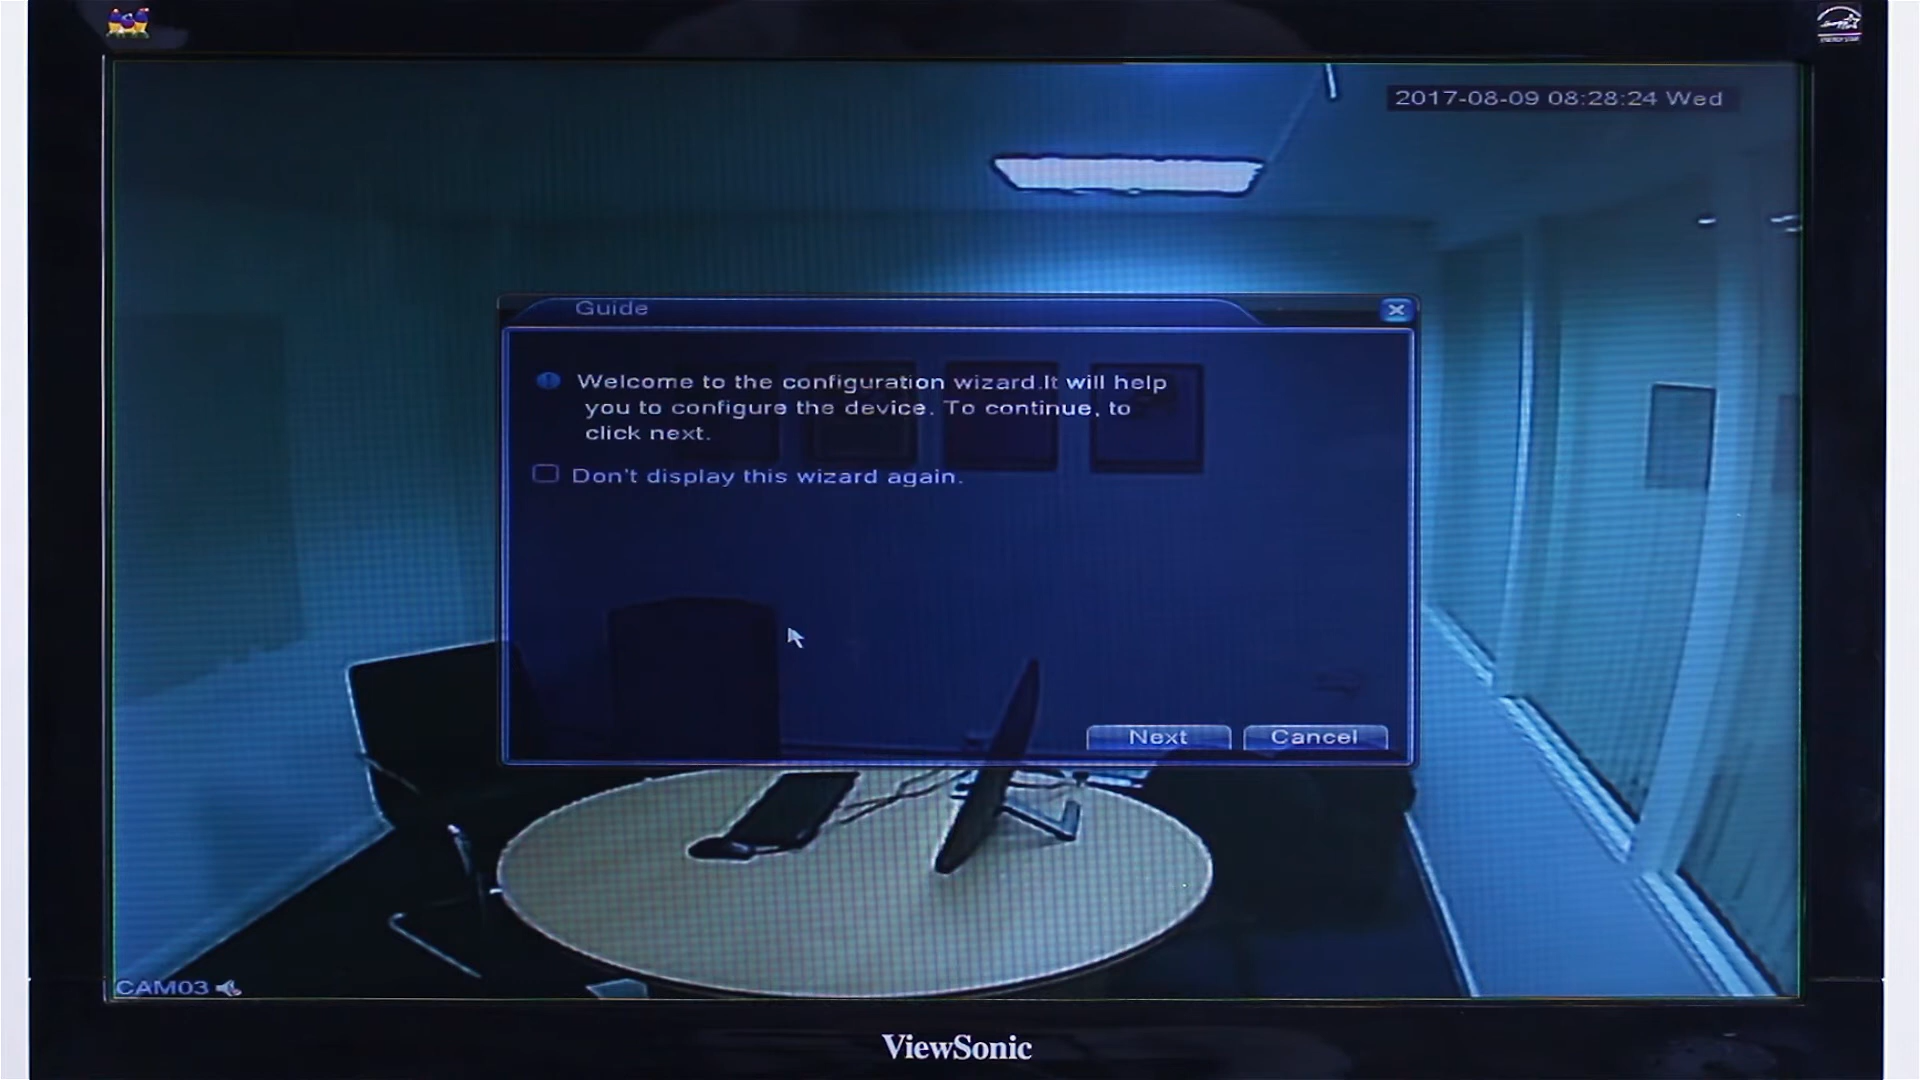 2017-08-09 08:28:24 Wed
Guide
Welcome to the configuration wizard.It will help
you to configure the device. To continue, to
click next.
Don't display this wizard again.
Next
Cancel
CAM03
ViewSonic